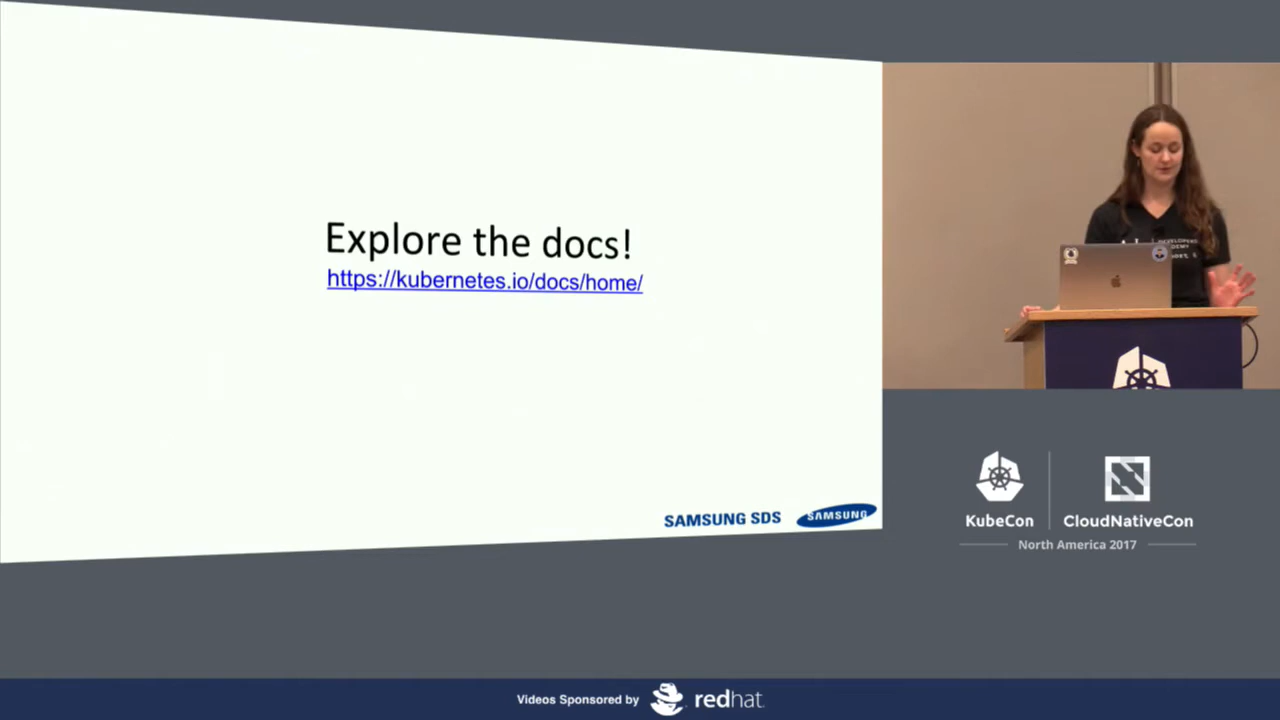 Explore the docs!
https://kubernetes.io/docs/home/
SAMSUNG SDS
SAMSUNG
KubeCon
CloudNativeCon
North America 2017
Videos Sponsored by
redhat